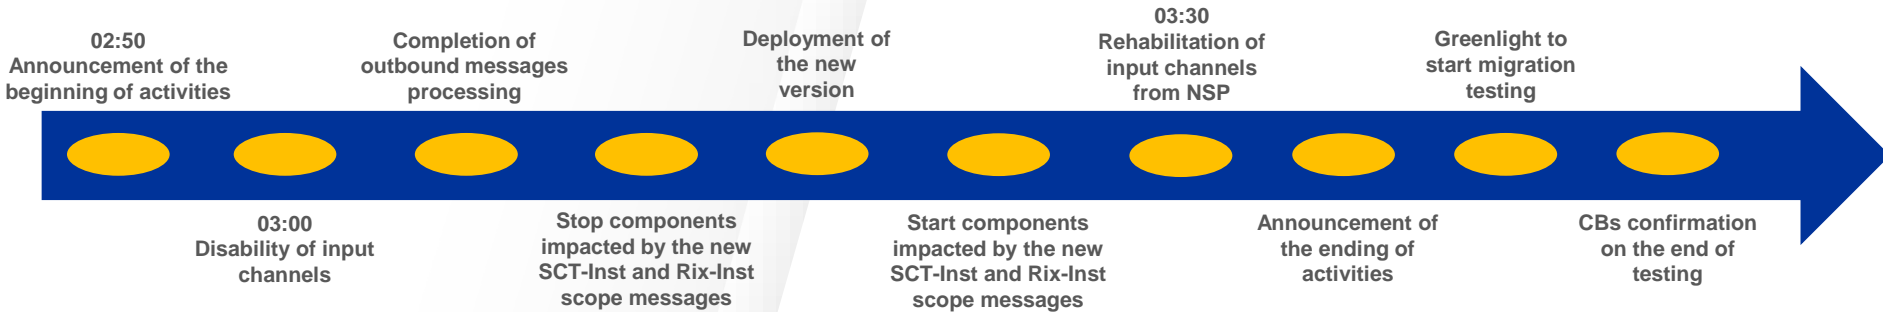 02:50
Announcement of the
beginning of activities
03:00
Disability of input
channels
Completion of
outbound messages
processing
Stop components
impacted by the new
SCT-Inst and Rix-Inst
scope messages
Deployment of
the new
version
Start components
impacted by the new
SCT-Inst and Rix-Inst
scope messages
03:30
Rehabilitation of
input channels
from NSP
Announcement of
the ending of
activities
Greenlight to
start migration
testing
CBs confirmation
on the end of
testing